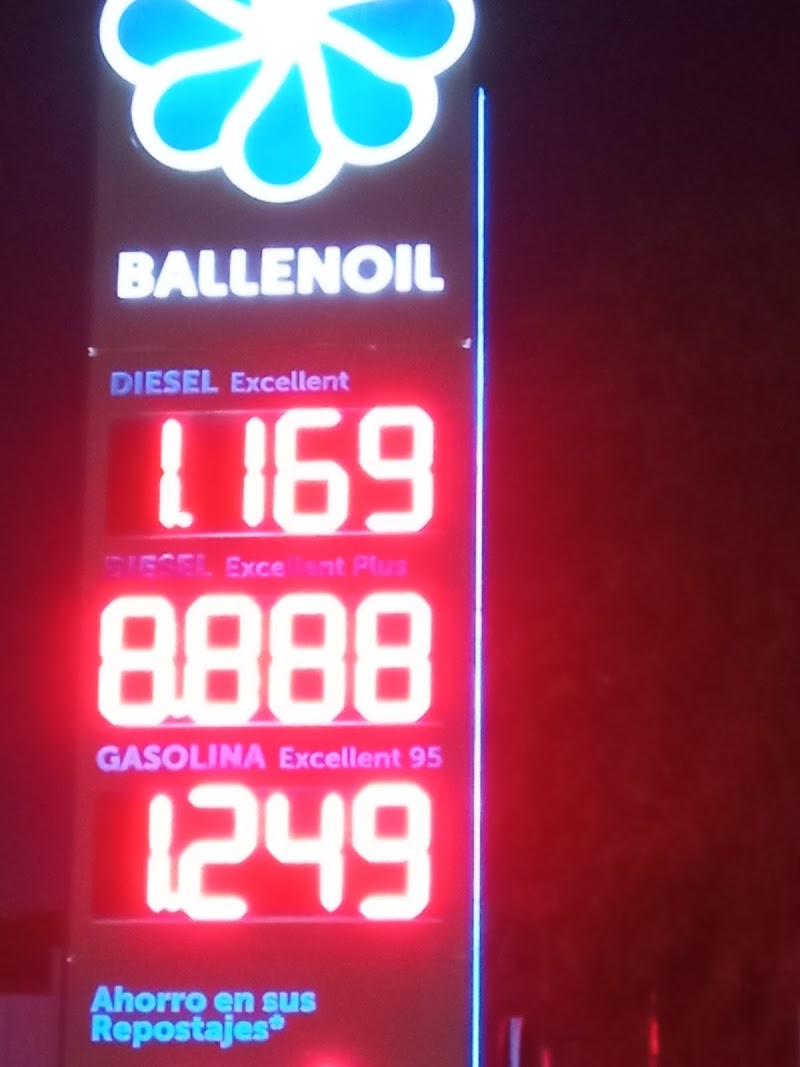 BALLENOIL
DIESEL Excellent
1.169
DIESEL Excellent Plus
8.888
GASOLINA Excellent 95
1.249
Ahorro en sus
Repostajes*